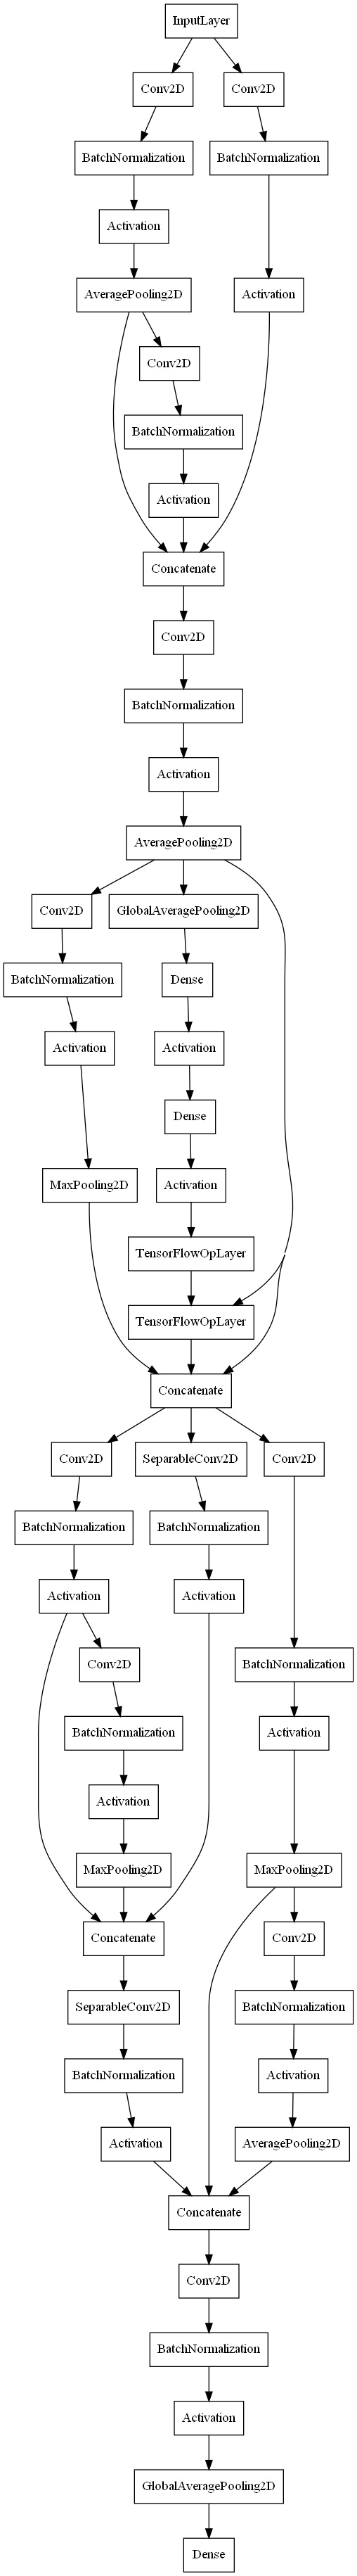 InputLayer
Conv2D Conv2D
BatchNormalization BatchNormalization
Activation
AveragePooling2D Activation
Conv2D
BatchNormalization
Activation
Concatenate
Conv2D
BatchNormalization
Activation
AveragePooling2D
Conv2D GlobalAveragePooling2D
BatchNormalization Dense
Activation Activation
Dense
MaxPooling2D Activation
TensorFlowOpLayer
TensorFlowOpLayer
Concatenate
Conv2D SeparableConv2D Conv2D
BatchNormalization BatchNormalization
Activation Activation
Conv2D BatchNormalization
BatchNormalization Activation
Activation
MaxPooling2D MaxPooling2D
Concatenate Conv2D
SeparableConv2D BatchNormalization
BatchNormalization Activation
Activation AveragePooling2D
Concatenate
Conv2D
BatchNormalization
Activation
GlobalAveragePooling2D
Dense